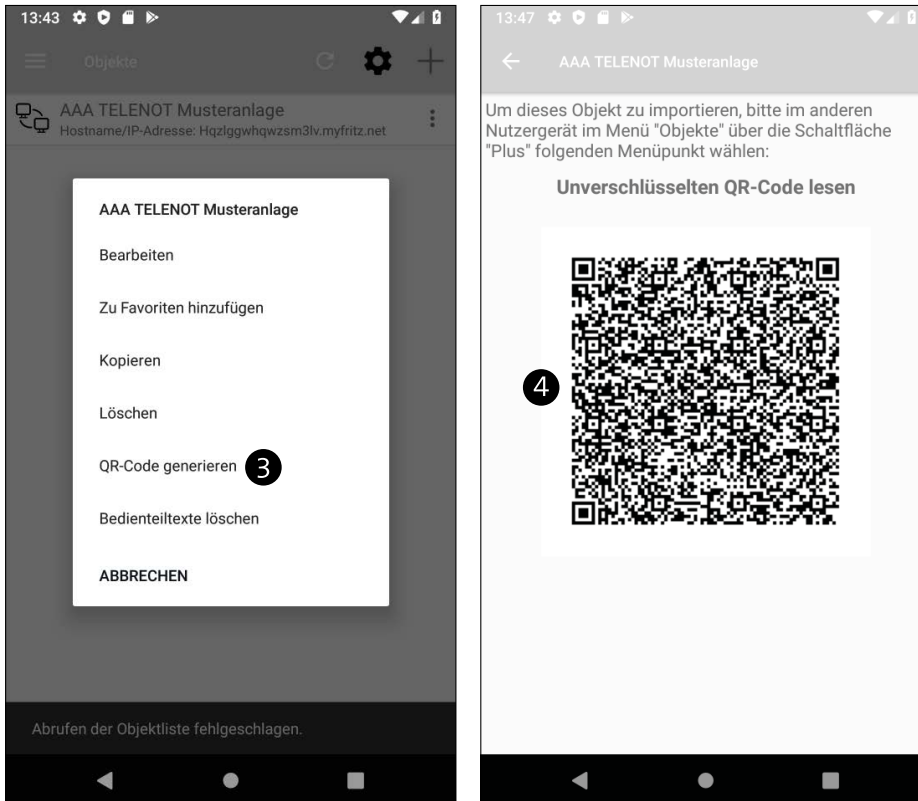 13:43
Objekte
AAA TELENOT Musteranlage
Hostname/IP-Adresse: Hqzlggwhqwzsm3lv.myfritz.net
AAA TELENOT Musteranlage
Bearbeiten
Zu Favoriten hinzufügen
Kopieren
Löschen
QR-Code generieren 3
Bedienteiltexte löschen
ABBRECHEN
Abrufen der Objektliste fehlgeschlagen.
13:47
AAA TELENOT Musteranlage
Um dieses Objekt zu importieren, bitte im anderen
Nutzergerät im Menü "Objekte" über die Schaltfläche
"Plus" folgenden Menüpunkt wählen:
Unverschlüsselten QR-Code lesen
4